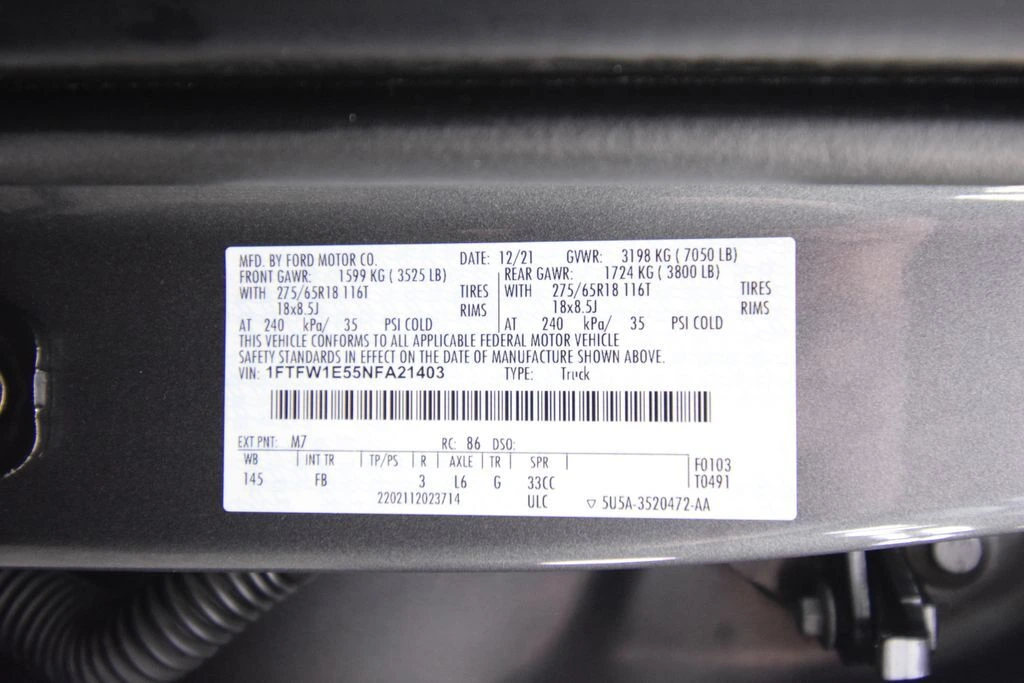 MFD. BY FORD MOTOR CO. DATE: 12/21 GVWR: 3198 KG ( 7050 LB)
FRONT GAWR: 1599 KG ( 3525 LB) REAR GAWR: 1724 KG ( 3800 LB)
WITH 275/65R18 116T TIRES WITH 275/65R18 116T TIRES
18x8.5J RIMS 18x8.5J RIMS
AT 240 kPa/ 35 PSI COLD AT 240 kPa/ 35 PSI COLD
THIS VEHICLE CONFORMS TO ALL APPLICABLE FEDERAL MOTOR VEHICLE
SAFETY STANDARDS IN EFFECT ON THE DATE OF MANUFACTURE SHOWN ABOVE.
VIN: 1FTFW1E55NFA21403 TYPE: Truck
EXT PNT: M7 RC: 86 DSO:
WB INT TR TP/PS R AXLE TR SPR F0103
145 FB 3 L6 G 33CC T0491
2202112023714 ULC ▽ 5U5A-3520472-AA